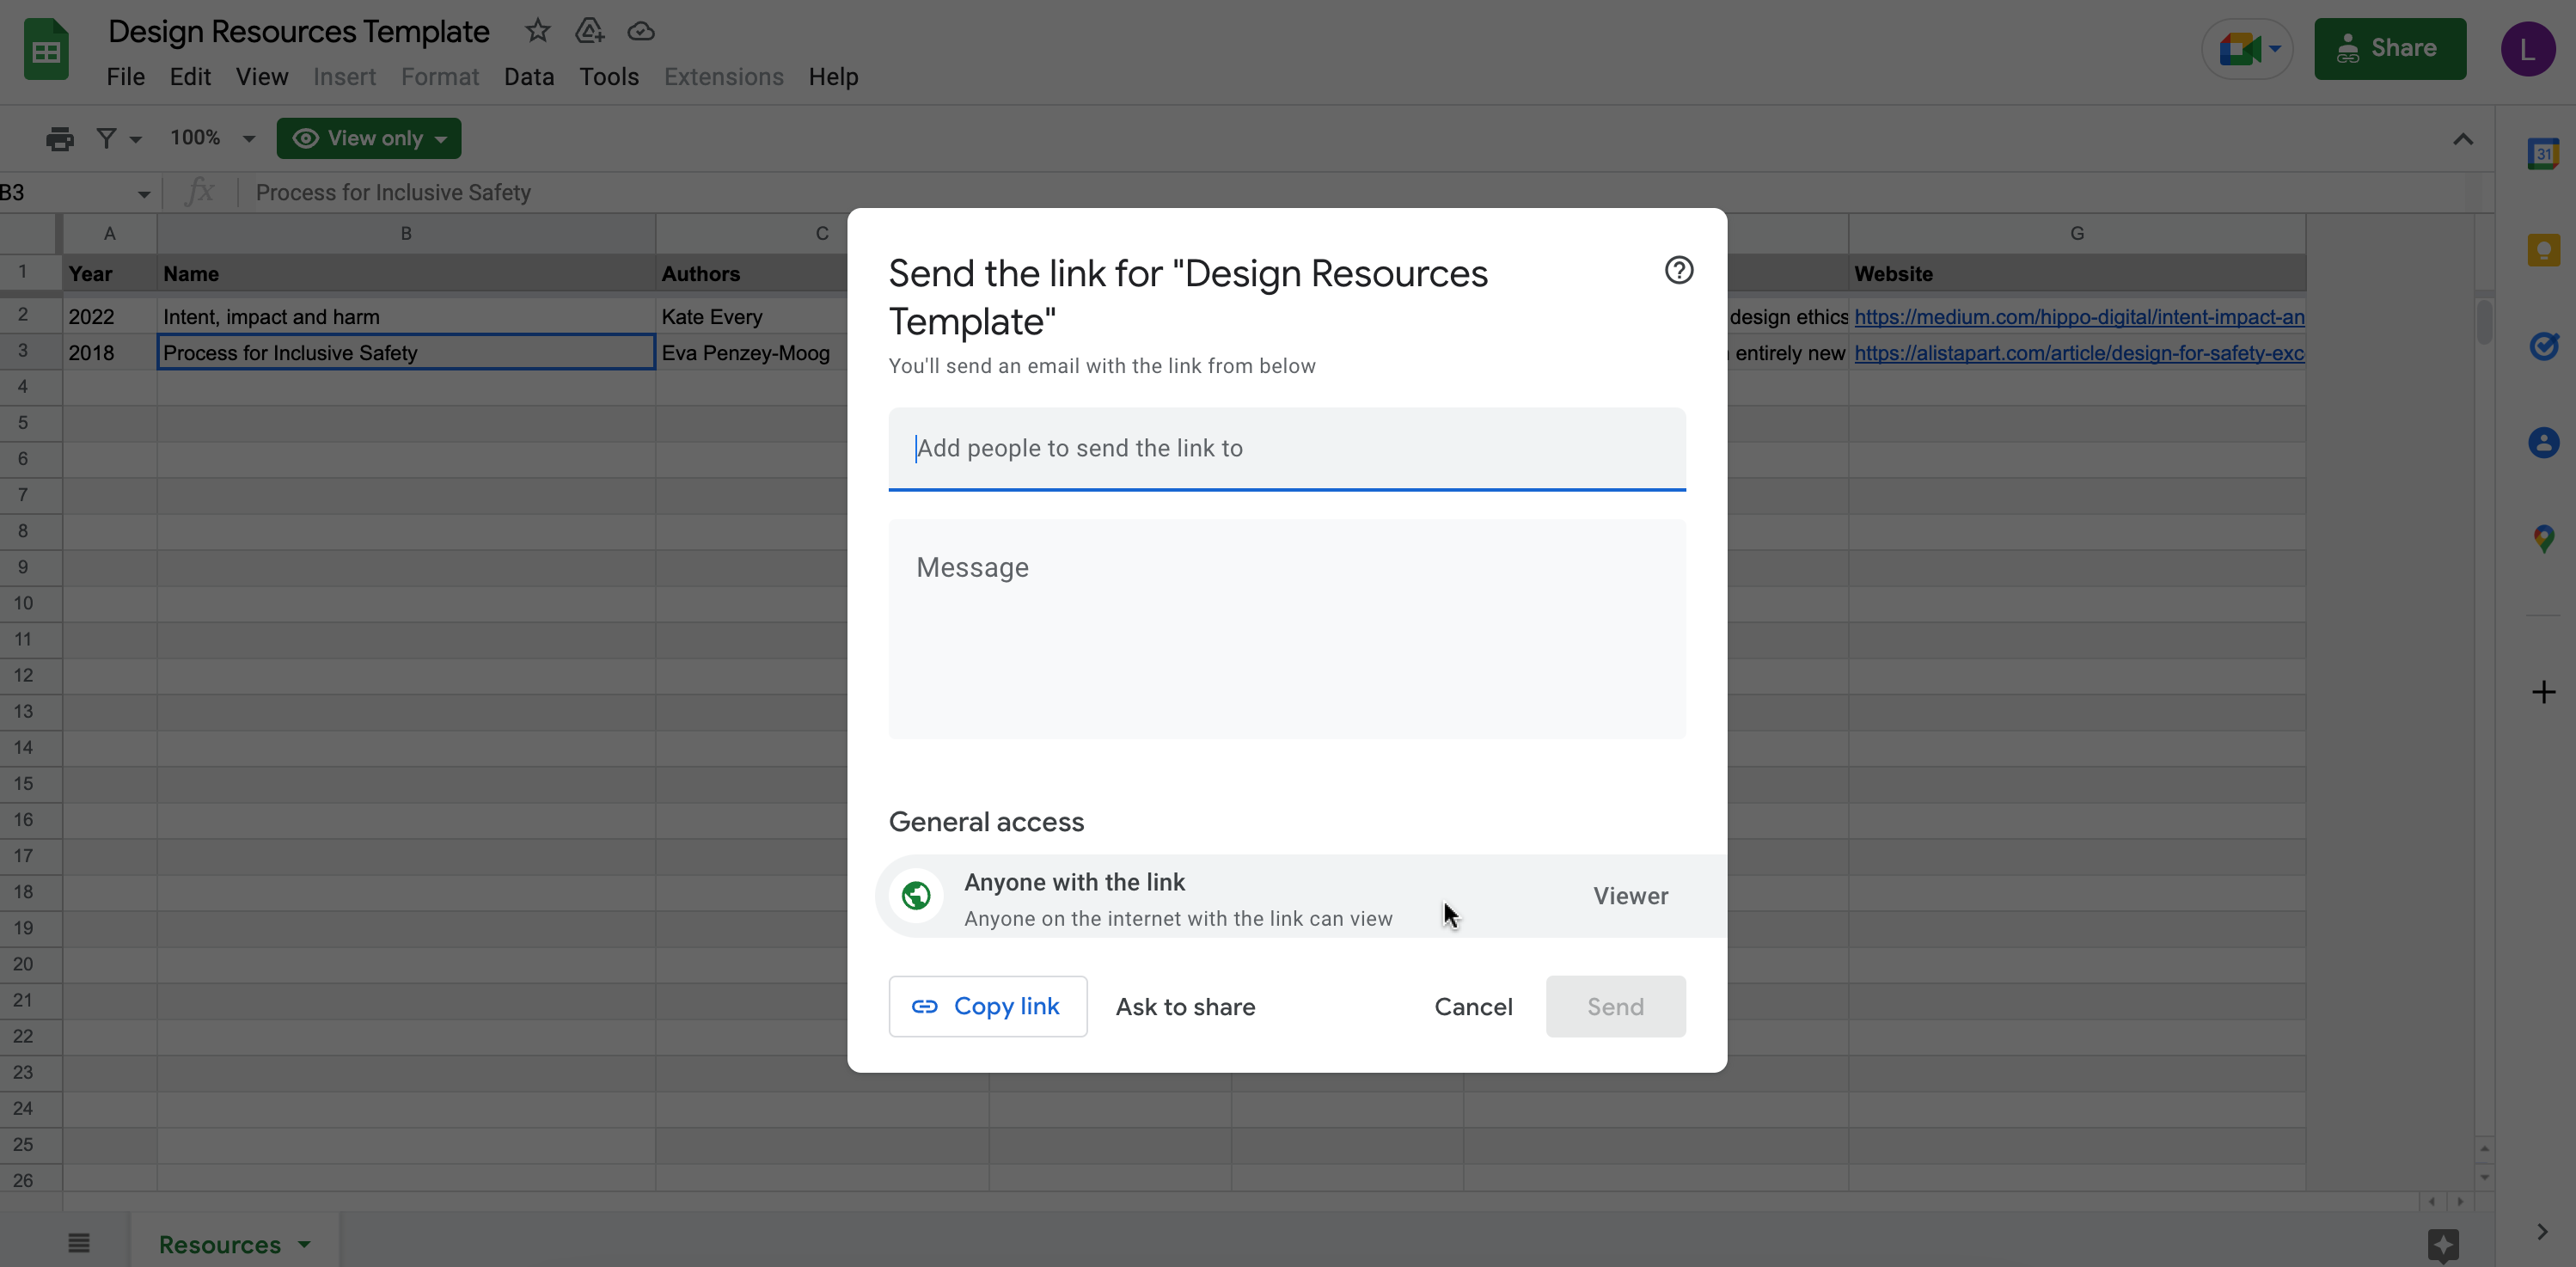 Design Resources Template
File Edit View Insert Format Data Tools Extensions Help
Share
L
100%
View only
31
B3
fx
Process for Inclusive Safety
A B C G
1 Year Name Authors Website
2 2022 Intent, impact and harm Kate Every design ethics https://medium.com/hippo-digital/intent-impact-an
3 2018 Process for Inclusive Safety Eva Penzey-Moog entirely new https://alistapart.com/article/design-for-safety-exc
4
5
6
7
8
9
10
11
12
13
14
15
16
17
18
19
20
21
22
23
24
25
26
Send the link for "Design Resources
Template"
You'll send an email with the link from below
Add people to send the link to
Message
General access
Anyone with the link
Anyone on the internet with the link can view
Viewer
Copy link
Ask to share
Cancel
Send
Resources